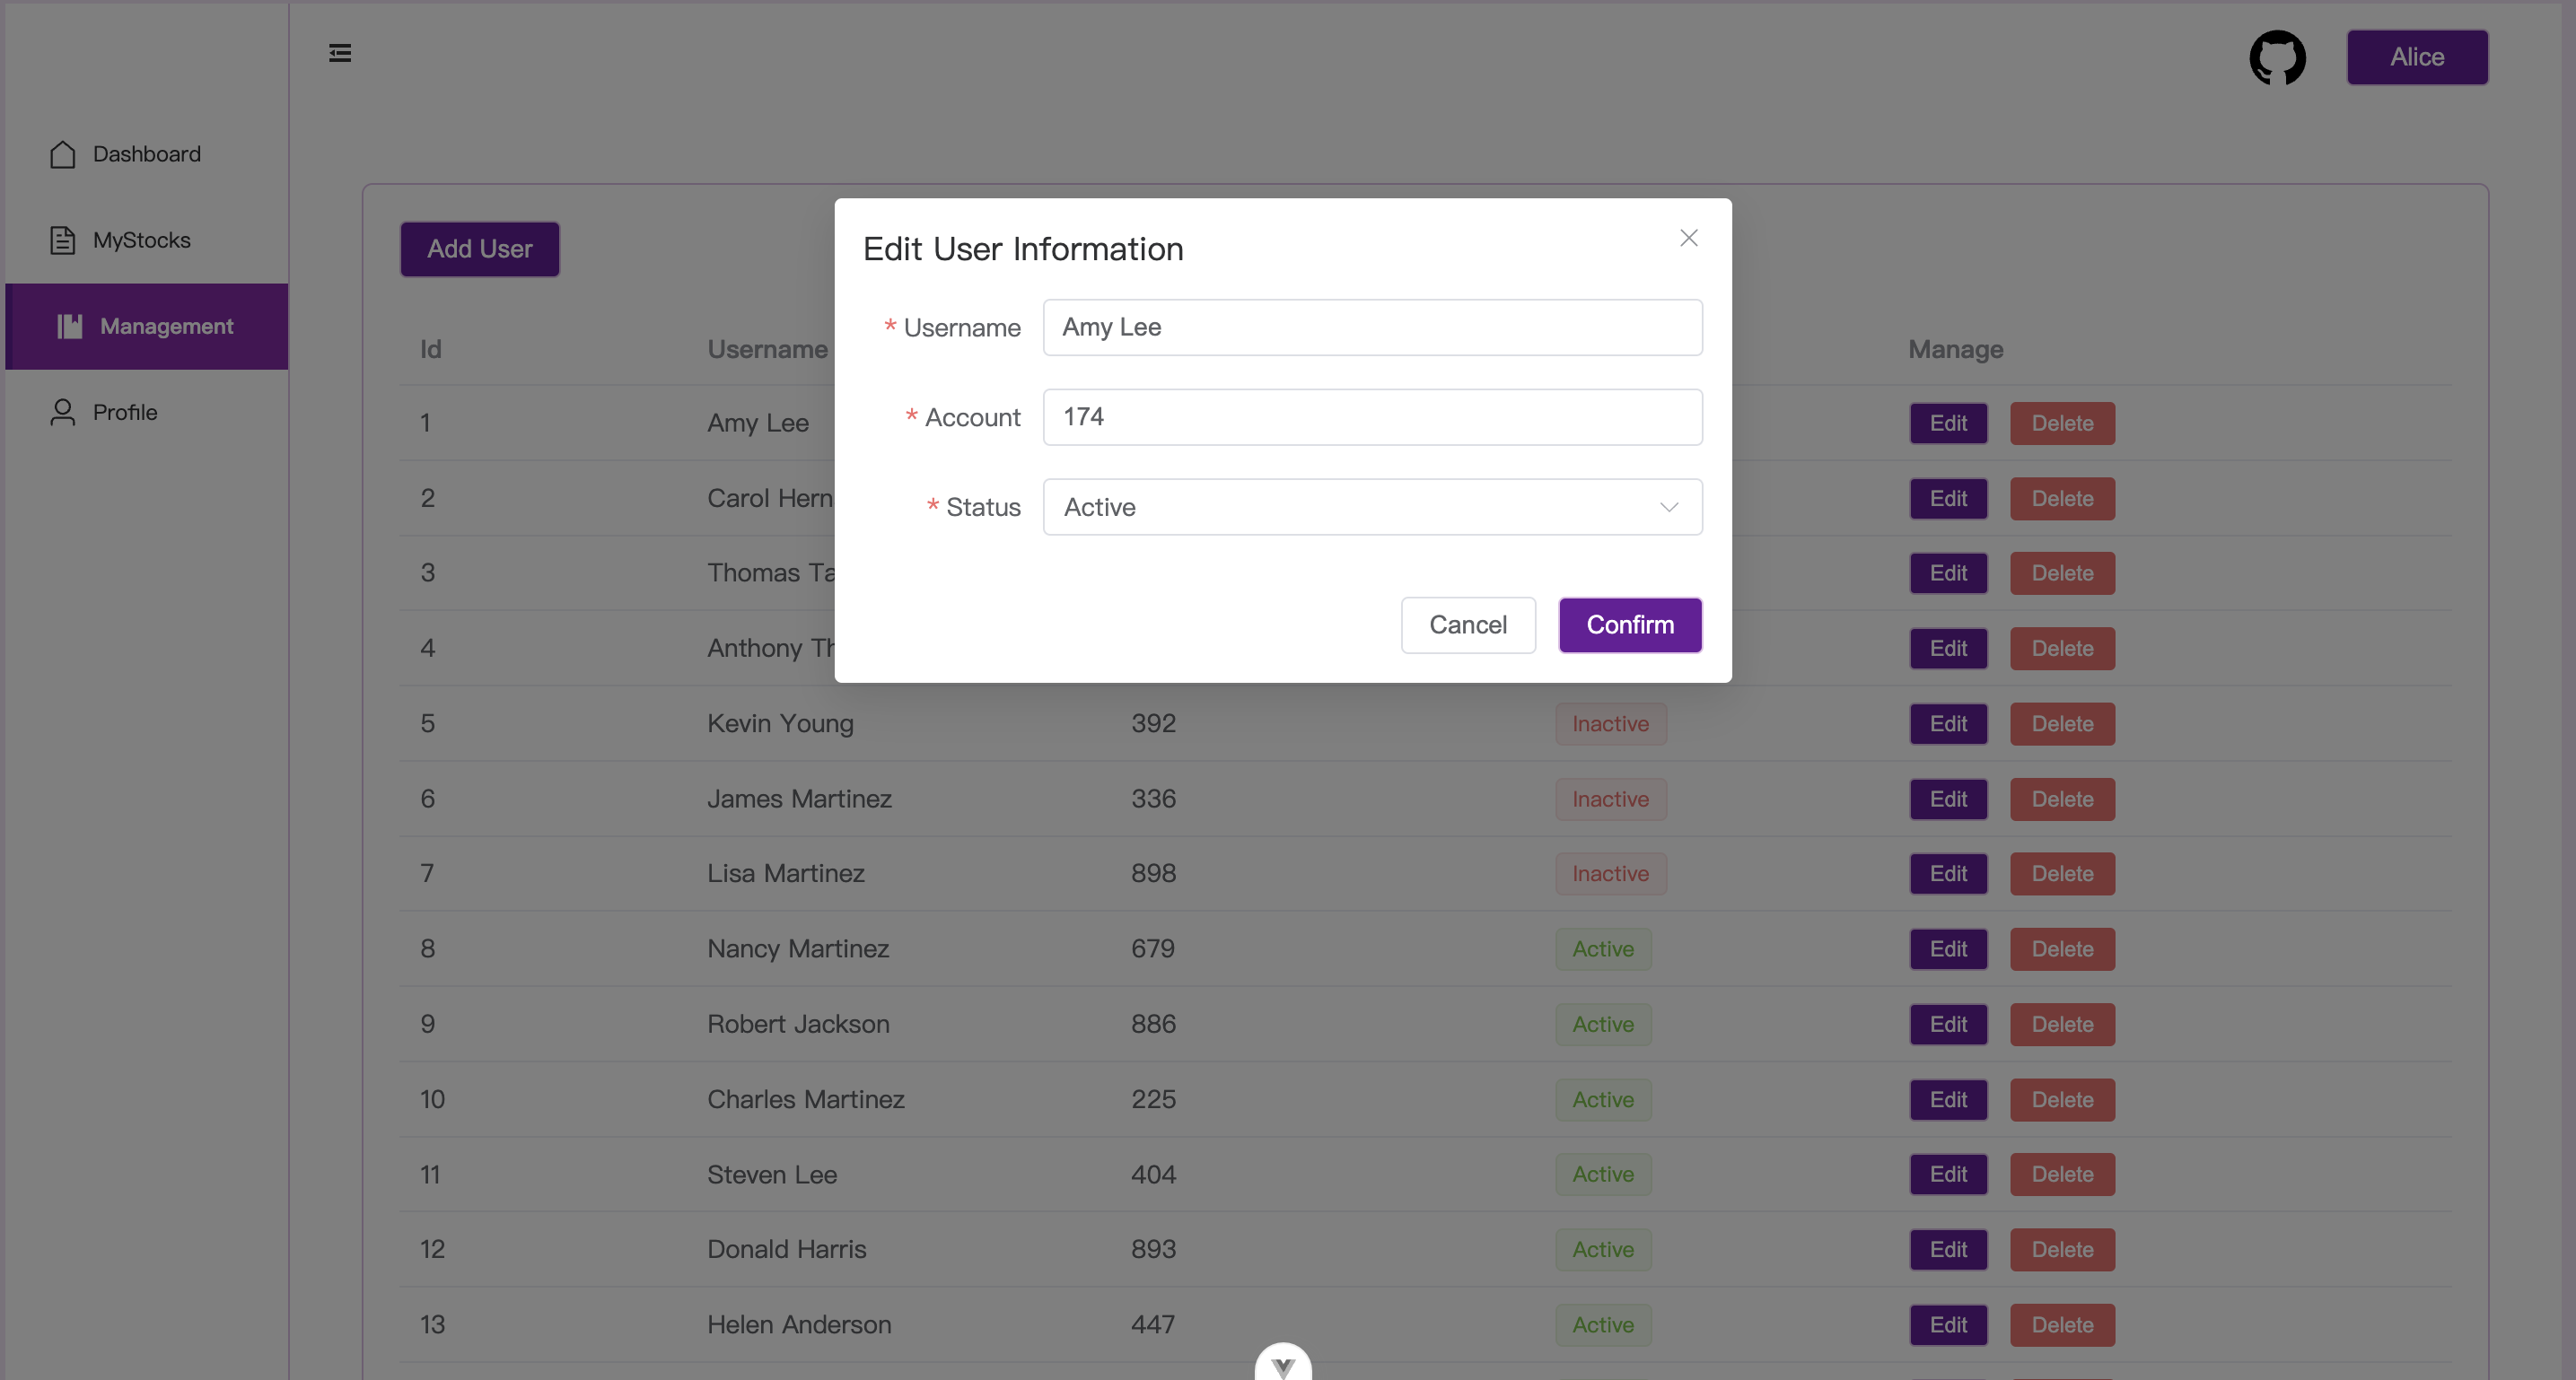 Alice
Dashboard
MyStocks
Management
Profile
Add User
Edit User Information
* Username Amy Lee
* Account 174
* Status Active
Cancel Confirm
Id Username Manage
1 Amy Lee Edit Delete
2 Carol Edit Delete
3 Thomas Edit Delete
4 Anthony Edit Delete
5 Kevin Young 392 Inactive Edit Delete
6 James Martinez 336 Inactive Edit Delete
7 Lisa Martinez 898 Inactive Edit Delete
8 Nancy Martinez 679 Active Edit Delete
9 Robert Jackson 886 Active Edit Delete
10 Charles Martinez 225 Active Edit Delete
11 Steven Lee 404 Active Edit Delete
12 Donald Harris 893 Active Edit Delete
13 Helen Anderson 447 Active Edit Delete